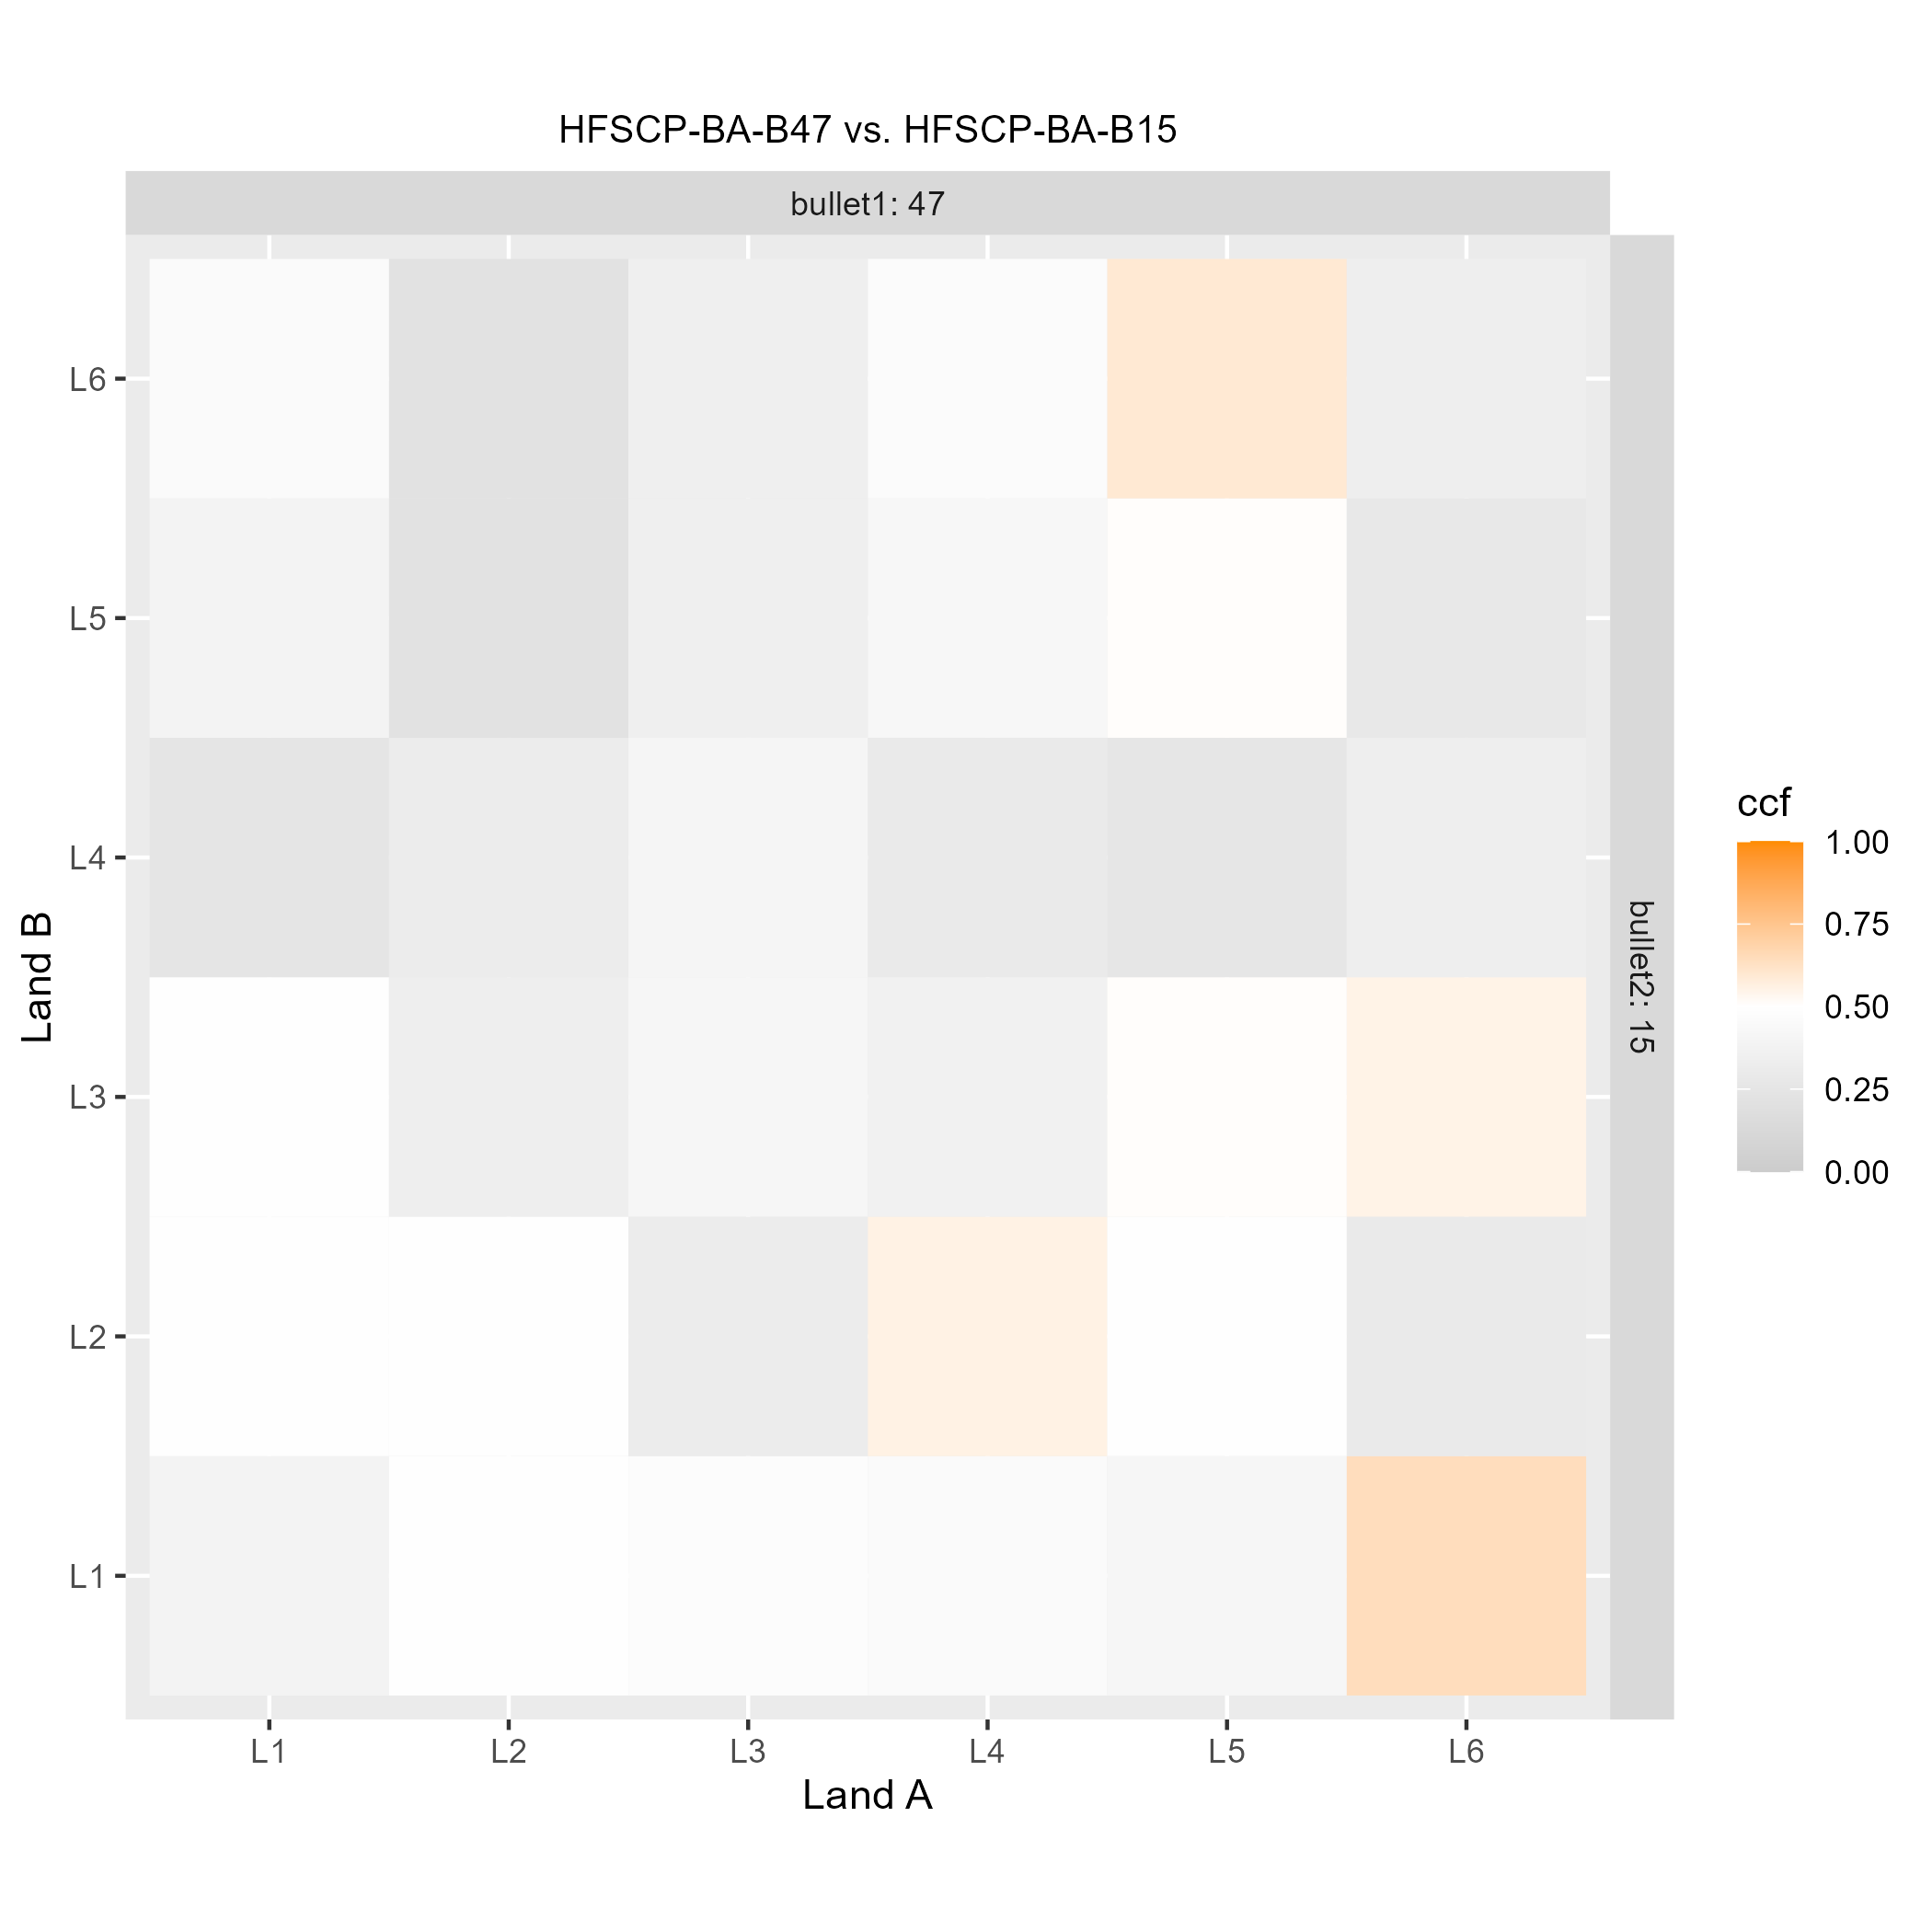 HFSCP-BA-B47 vs. HFSCP-BA-B15
bullet1: 47
L6
L5
L4
L3
L2
L1
Land B
bullet2: 15
L1 L2 L3 L4 L5 L6
Land A
ccf
1.00
0.75
0.50
0.25
0.00